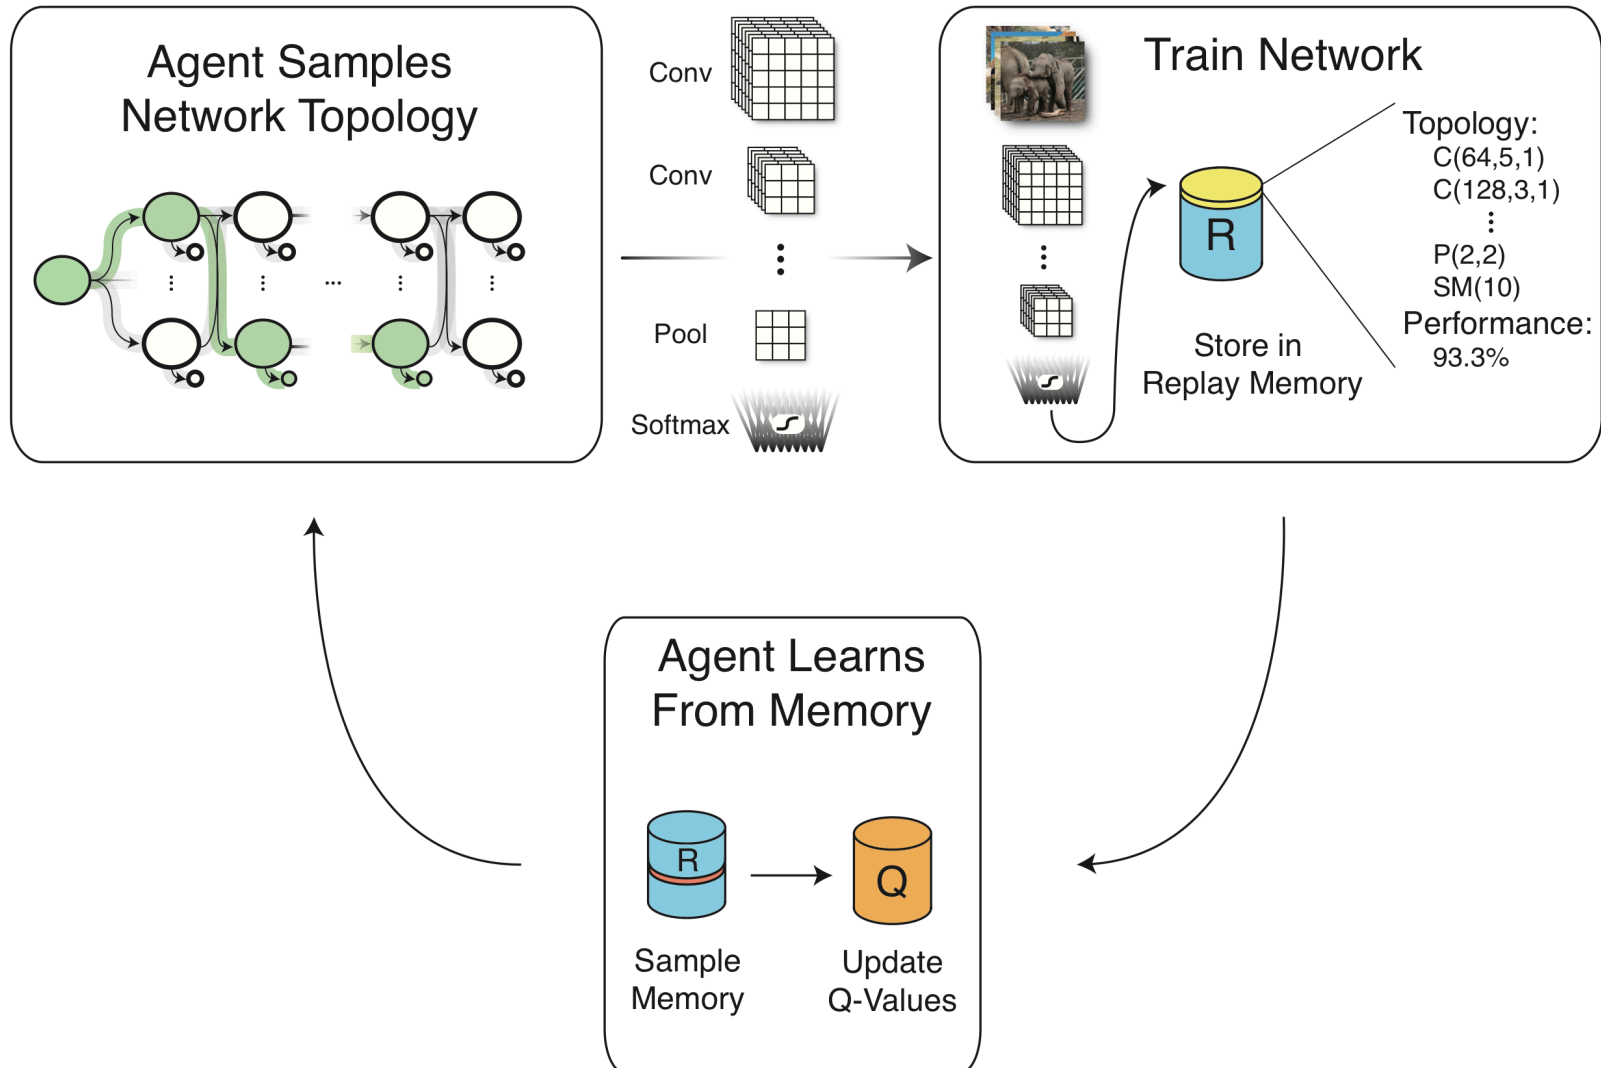 Agent Samples
Network Topology
Conv
Conv
Pool
Softmax
Train Network
R
Store in
Replay Memory
Topology:
C(64,5,1)
C(128,3,1)
P(2,2)
SM(10)
Performance:
93.3%
Agent Learns
From Memory
R
Q
Sample
Memory
Update
Q-Values